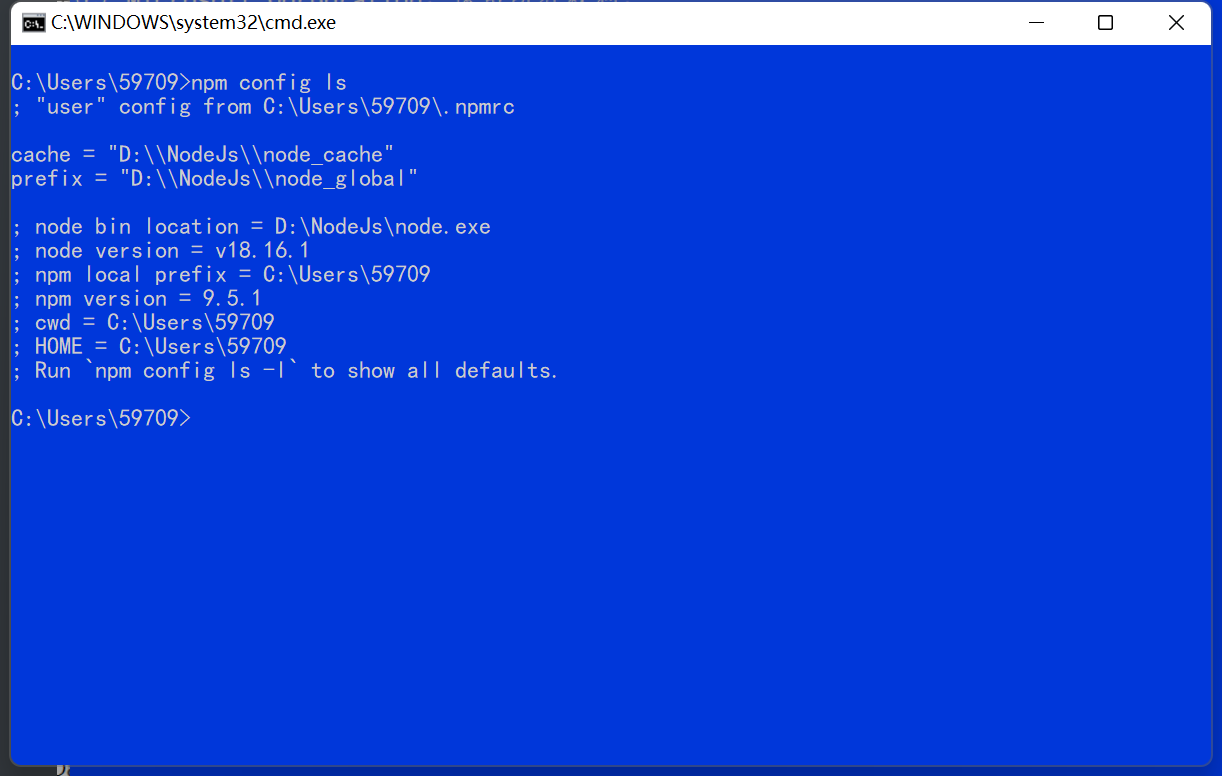 C:\WINDOWS\system32\cmd.exe
C:\Users\59709>npm config ls
; "user" config from C:\Users\59709\.npmrc
cache = "D:\\NodeJs\\node_cache"
prefix = "D:\\NodeJs\\node_global"
; node bin location = D:\NodeJs\node.exe
; node version = v18.16.1
; npm local prefix = C:\Users\59709
; npm version = 9.5.1
; cwd = C:\Users\59709
; HOME = C:\Users\59709
; Run `npm config ls -l` to show all defaults.
C:\Users\59709>